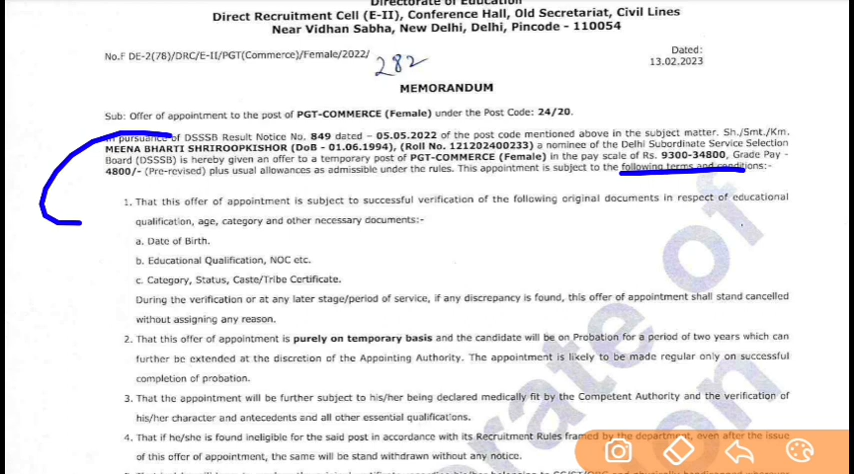 Directorate of Education
Direct Recruitment Cell (E-II), Conference Hall, Old Secretariat, Civil Lines
Near Vidhan Sabha, New Delhi, Delhi, Pincode - 110054
No.F DE-2(78)/DRC/E-II/PGT(Commerce)/Female/2022/ 282
Dated:
13.02.2023
MEMORANDUM
Sub: Offer of appointment to the post of PGT-COMMERCE (Female) under the Post Code: 24/20.
In pursuance of DSSSB Result Notice No. 849 dated - 05.05.2022 of the post code mentioned above in the subject matter. Sh./Smt./Km.
MEENA BHARTI SHRIROOPKISHOR (DoB - 01.06.1994), (Roll No. 121202400233) a nominee of the Delhi Subordinate Service Selection
Board (DSSSB) is hereby given an offer to a temporary post of PGT-COMMERCE (Female) in the pay scale of Rs. 9300-34800, Grade Pay -
4800/- (Pre-revised) plus usual allowances as admissible under the rules. This appointment is subject to the following terms and conditions:-
1. That this offer of appointment is subject to successful verification of the following original documents in respect of educational
qualification, age, category and other necessary documents:-
a. Date of Birth.
b. Educational Qualification, NOC etc.
c. Category, Status, Caste/Tribe Certificate.
During the verification or at any later stage/period of service, if any discrepancy is found, this offer of appointment shall stand cancelled
without assigning any reason.
2. That this offer of appointment is purely on temporary basis and the candidate will be on Probation for a period of two years which can
further be extended at the discretion of the Appointing Authority. The appointment is likely to be made regular only on successful
completion of probation.
3. That the appointment will be further subject to his/her being declared medically fit by the Competent Authority and the verification of
his/her character and antecedents and all other essential qualifications.
4. That if he/she is found ineligible for the said post in accordance with its Recruitment Rules framed by the department, even after the issue
of this offer of appointment, the same will be stand withdrawn without any notice.